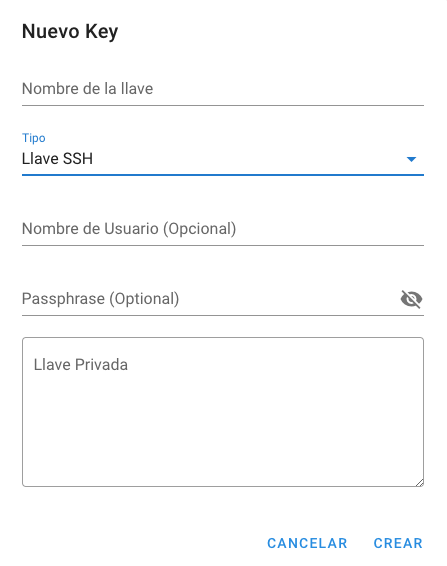 Nuevo Key
Nombre de la llave
Tipo
Llave SSH
Nombre de Usuario (Opcional)
Passphrase (Optional)
Llave Privada
CANCELAR CREAR